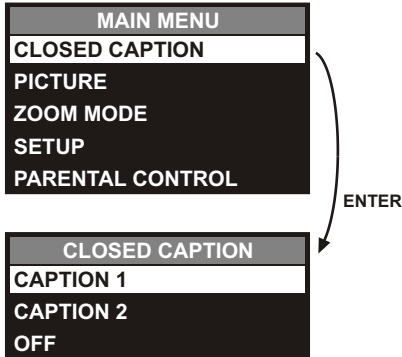 MAIN MENU
CLOSED CAPTION
PICTURE
ZOOM MODE
SETUP
PARENTAL CONTROL
ENTER
CLOSED CAPTION
CAPTION 1
CAPTION 2
OFF